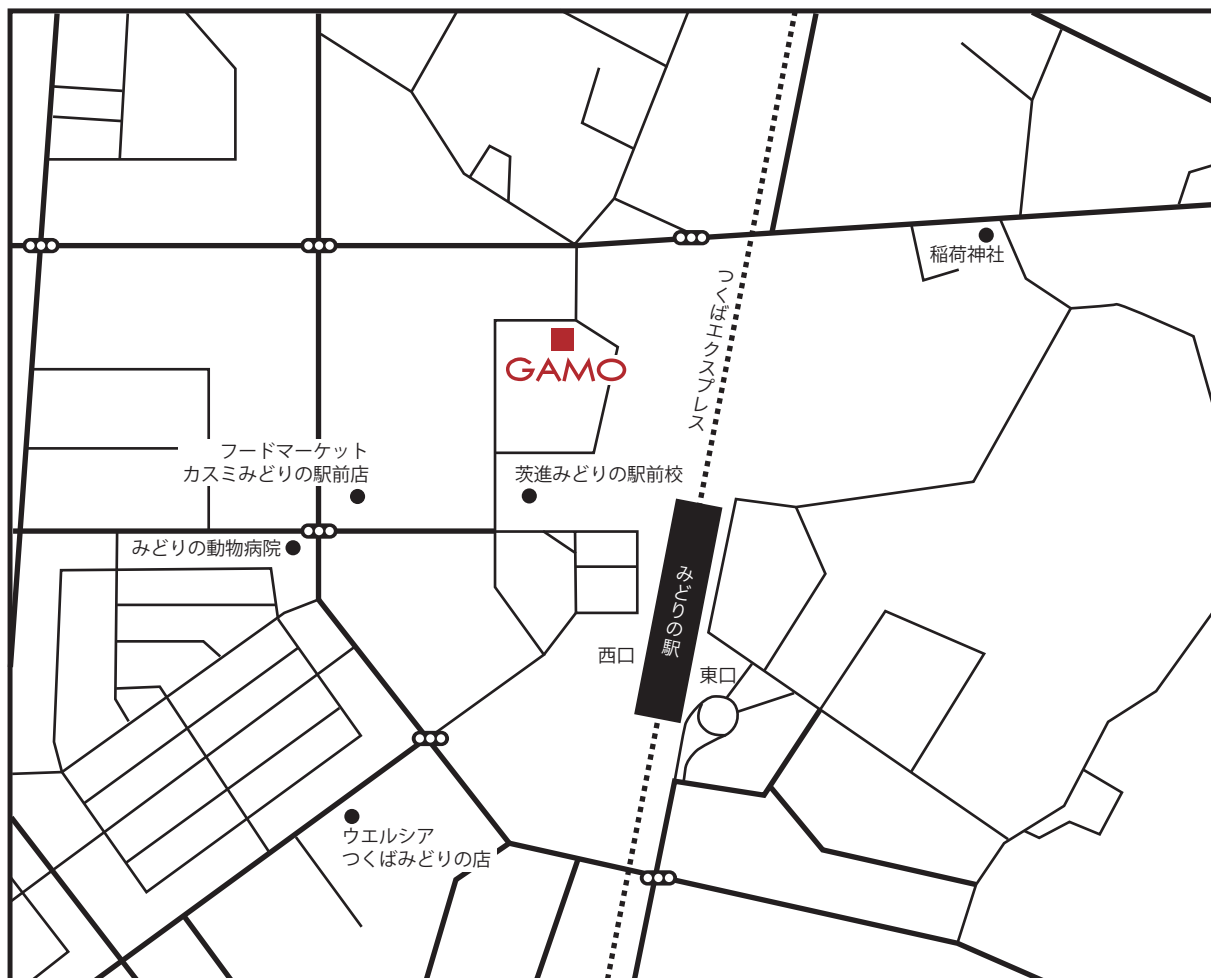 稲荷神社
つくばエクスプレス
GAMO
フードマーケット
カスミみどりの駅前店
茨進みどりの駅前校
みどりの動物病院
みどりの駅
西口
東口
ウエルシア
つくばみどりの店